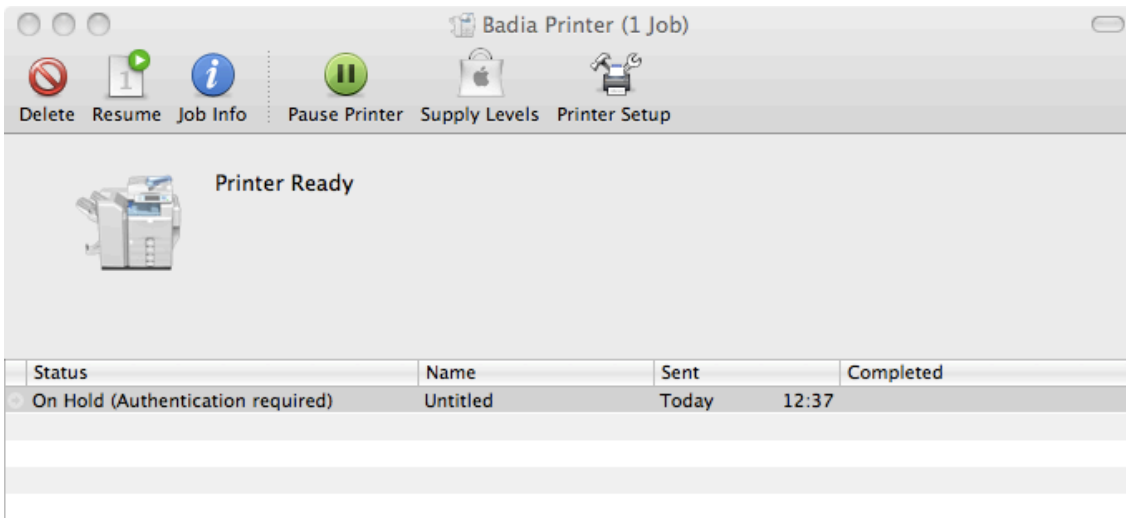 Badia Printer (1 Job)
Delete Resume Job Info Pause Printer Supply Levels Printer Setup
Printer Ready
Status Name Sent Completed
On Hold (Authentication required) Untitled Today 12:37